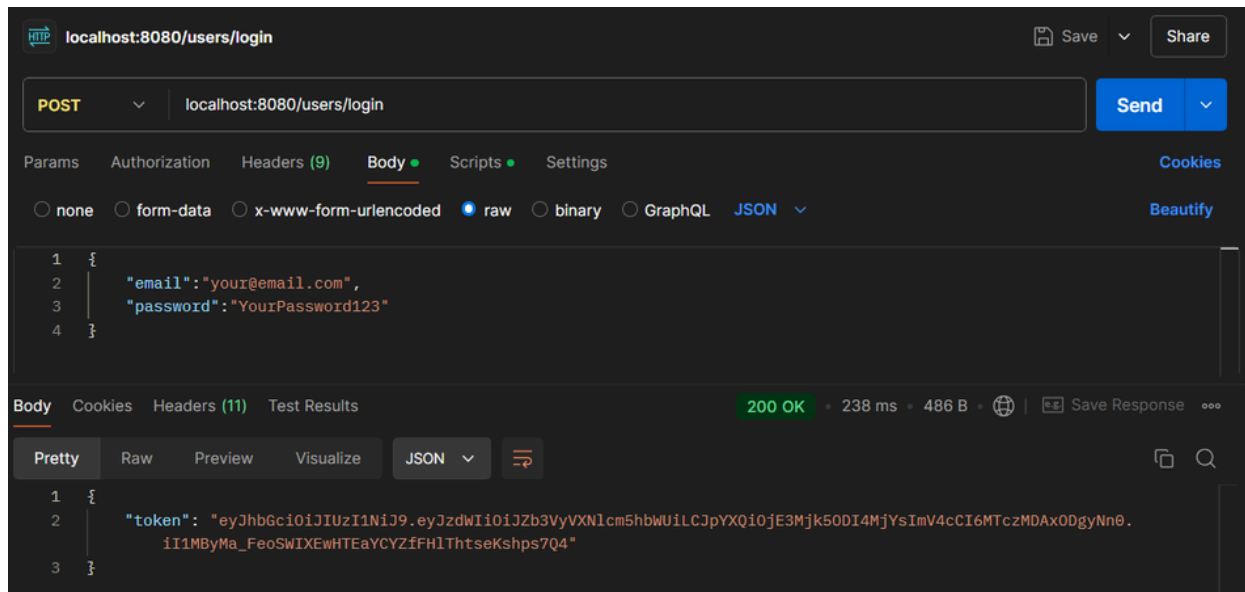 HTTP localhost:8080/users/login Save Share
POST localhost:8080/users/login Send
Params Authorization Headers (9) Body Scripts Settings Cookies
none form-data x-www-form-urlencoded raw binary GraphQL JSON Beautify
1 {
2 "email":"your@email.com",
3 "password":"YourPassword123"
4 }
Body Cookies Headers (11) Test Results 200 OK 238 ms 486 B e.g. Save Response
Pretty Raw Preview Visualize JSON
1 {
2 "token": "eyJhbGciOiJIUzI1NiJ9.eyJzdWIiOiJZb3VyVXNlcm5hbWUiLCJpYXQiOjE3Mjk5ODI4MjYsImV4cCI6MTczMDAxODgyNn0.
iI1MByMa_FeoSWIXEwHTEaYCYZfFHlThtseKshps7Q4"
3 }